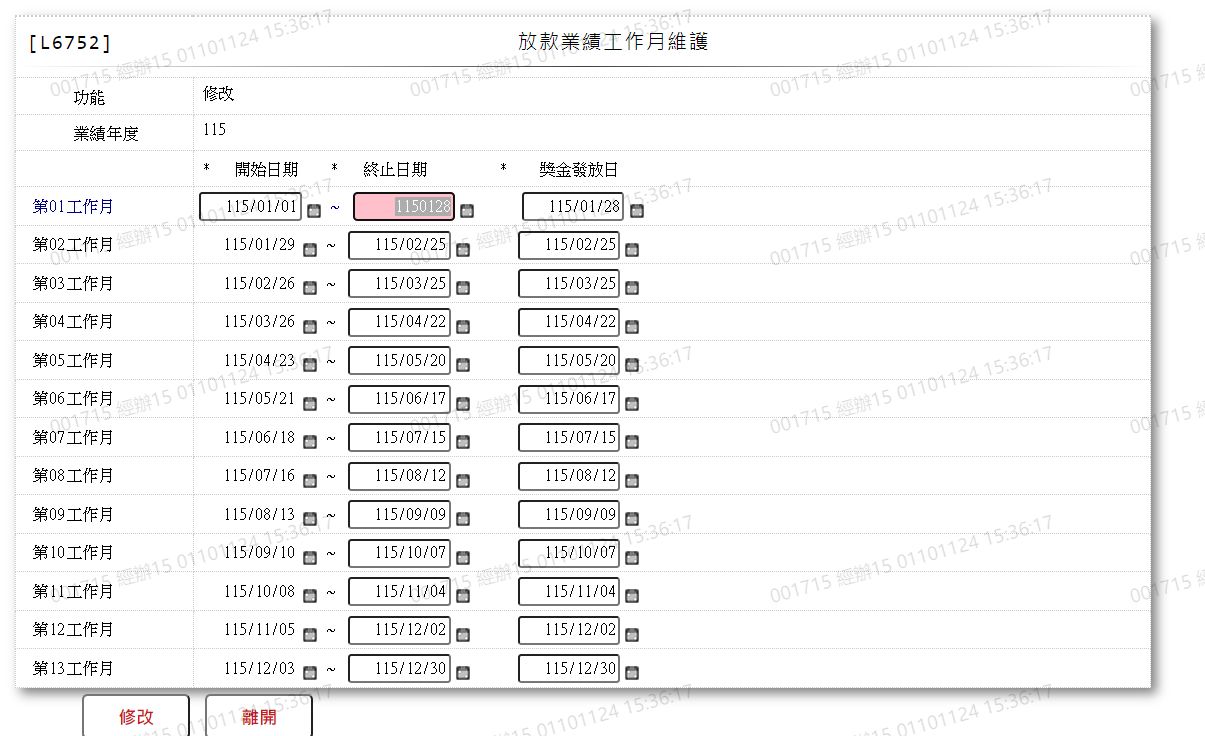 [L6752] 放款業績工作月維護
功能 修改
業績年度 115
* 開始日期 * 終止日期 * 獎金發放日
第01工作月 115/01/01 ~ 1150128 115/01/28
第02工作月 115/01/29 ~ 115/02/25 115/02/25
第03工作月 115/02/26 ~ 115/03/25 115/03/25
第04工作月 115/03/26 ~ 115/04/22 115/04/22
第05工作月 115/04/23 ~ 115/05/20 115/05/20
第06工作月 115/05/21 ~ 115/06/17 115/06/17
第07工作月 115/06/18 ~ 115/07/15 115/07/15
第08工作月 115/07/16 ~ 115/08/12 115/08/12
第09工作月 115/08/13 ~ 115/09/09 115/09/09
第10工作月 115/09/10 ~ 115/10/07 115/10/07
第11工作月 115/10/08 ~ 115/11/04 115/11/04
第12工作月 115/11/05 ~ 115/12/02 115/12/02
第13工作月 115/12/03 ~ 115/12/30 115/12/30
修改 離開
001715 經辦15 01101124 15:36:17